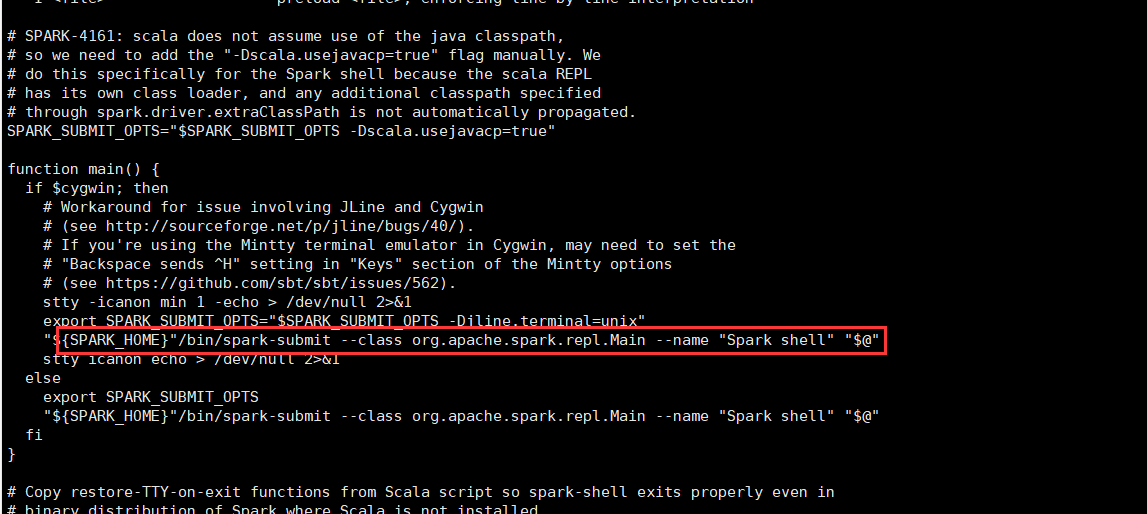 preload <file>, enforcing line by line interpretation
# SPARK-4161: scala does not assume use of the java classpath,
# so we need to add the "-Dscala.usejavacp=true" flag manually. We
# do this specifically for the Spark shell because the scala REPL
# has its own class loader, and any additional classpath specified
# through spark.driver.extraClassPath is not automatically propagated.
SPARK_SUBMIT_OPTS="$SPARK_SUBMIT_OPTS -Dscala.usejavacp=true"
function main() {
if $cygwin; then
# Workaround for issue involving JLine and Cygwin
# (see http://sourceforge.net/p/jline/bugs/40/).
# If you're using the Mintty terminal emulator in Cygwin, may need to set the
# "Backspace sends ^H" setting in "Keys" section of the Mintty options
# (see https://github.com/sbt/sbt/issues/562).
stty -icanon min 1 -echo > /dev/null 2>&1
export SPARK_SUBMIT_OPTS="$SPARK_SUBMIT_OPTS -Djline.terminal=unix"
"${SPARK_HOME}"/bin/spark-submit --class org.apache.spark.repl.Main --name "Spark shell" "$@"
stty icanon echo > /dev/null 2>&1
else
export SPARK_SUBMIT_OPTS
"${SPARK_HOME}"/bin/spark-submit --class org.apache.spark.repl.Main --name "Spark shell" "$@"
fi
}
# Copy restore-TTY-on-exit functions from Scala script so spark-shell exits properly even in
# binary distribution of Spark where Scala is not installed